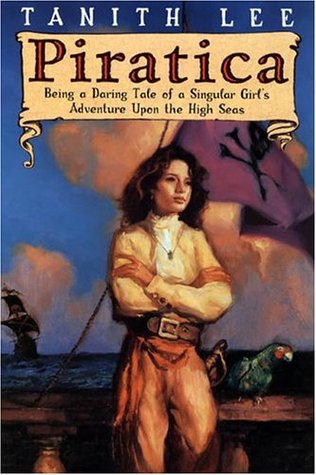 TANITH LEE
Piratica
Being a Daring Tale of a Singular Girl's
Adventure Upon the High Seas